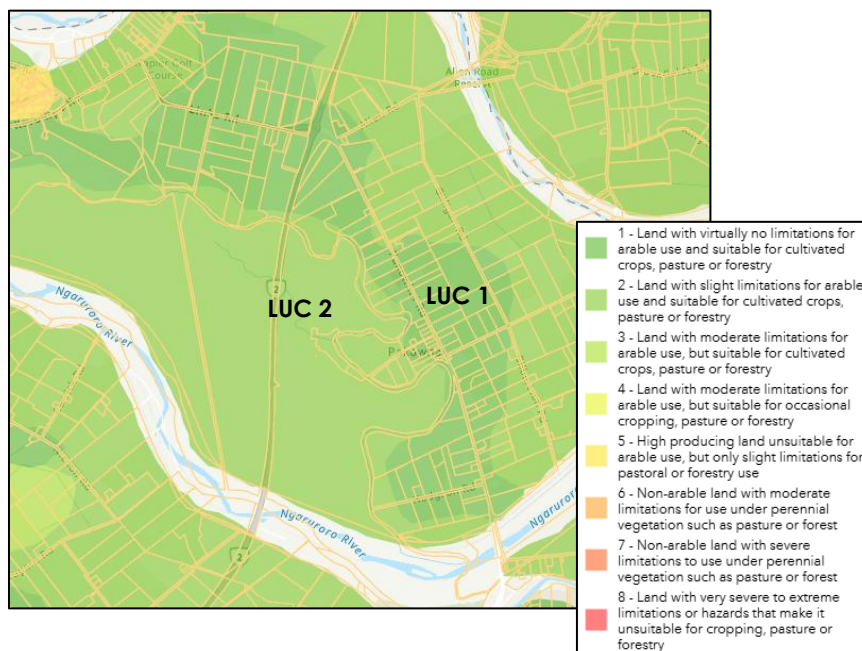 Napier Golf
Course
Allen Road
Reserve
2
LUC 2
LUC 1
Pakowhai
Ngaruroro River
Ngaruroro River
Ngaruroro
2
1 - Land with virtually no limitations for
arable use and suitable for cultivated
crops, pasture or forestry
2 - Land with slight limitations for arable
use and suitable for cultivated crops,
pasture or forestry
3 - Land with moderate limitations for
arable use, but suitable for cultivated
crops, pasture or forestry
4 - Land with moderate limitations for
arable use, but suitable for occasional
cropping, pasture or forestry
5 - High producing land unsuitable for
arable use, but only slight limitations for
pastoral or forestry use
6 - Non-arable land with moderate
limitations for use under perennial
vegetation such as pasture or forest
7 - Non-arable land with severe
limitations to use under perennial
vegetation such as pasture or forest
8 - Land with very severe to extreme
limitations or hazards that make it
unsuitable for cropping, pasture or
forestry